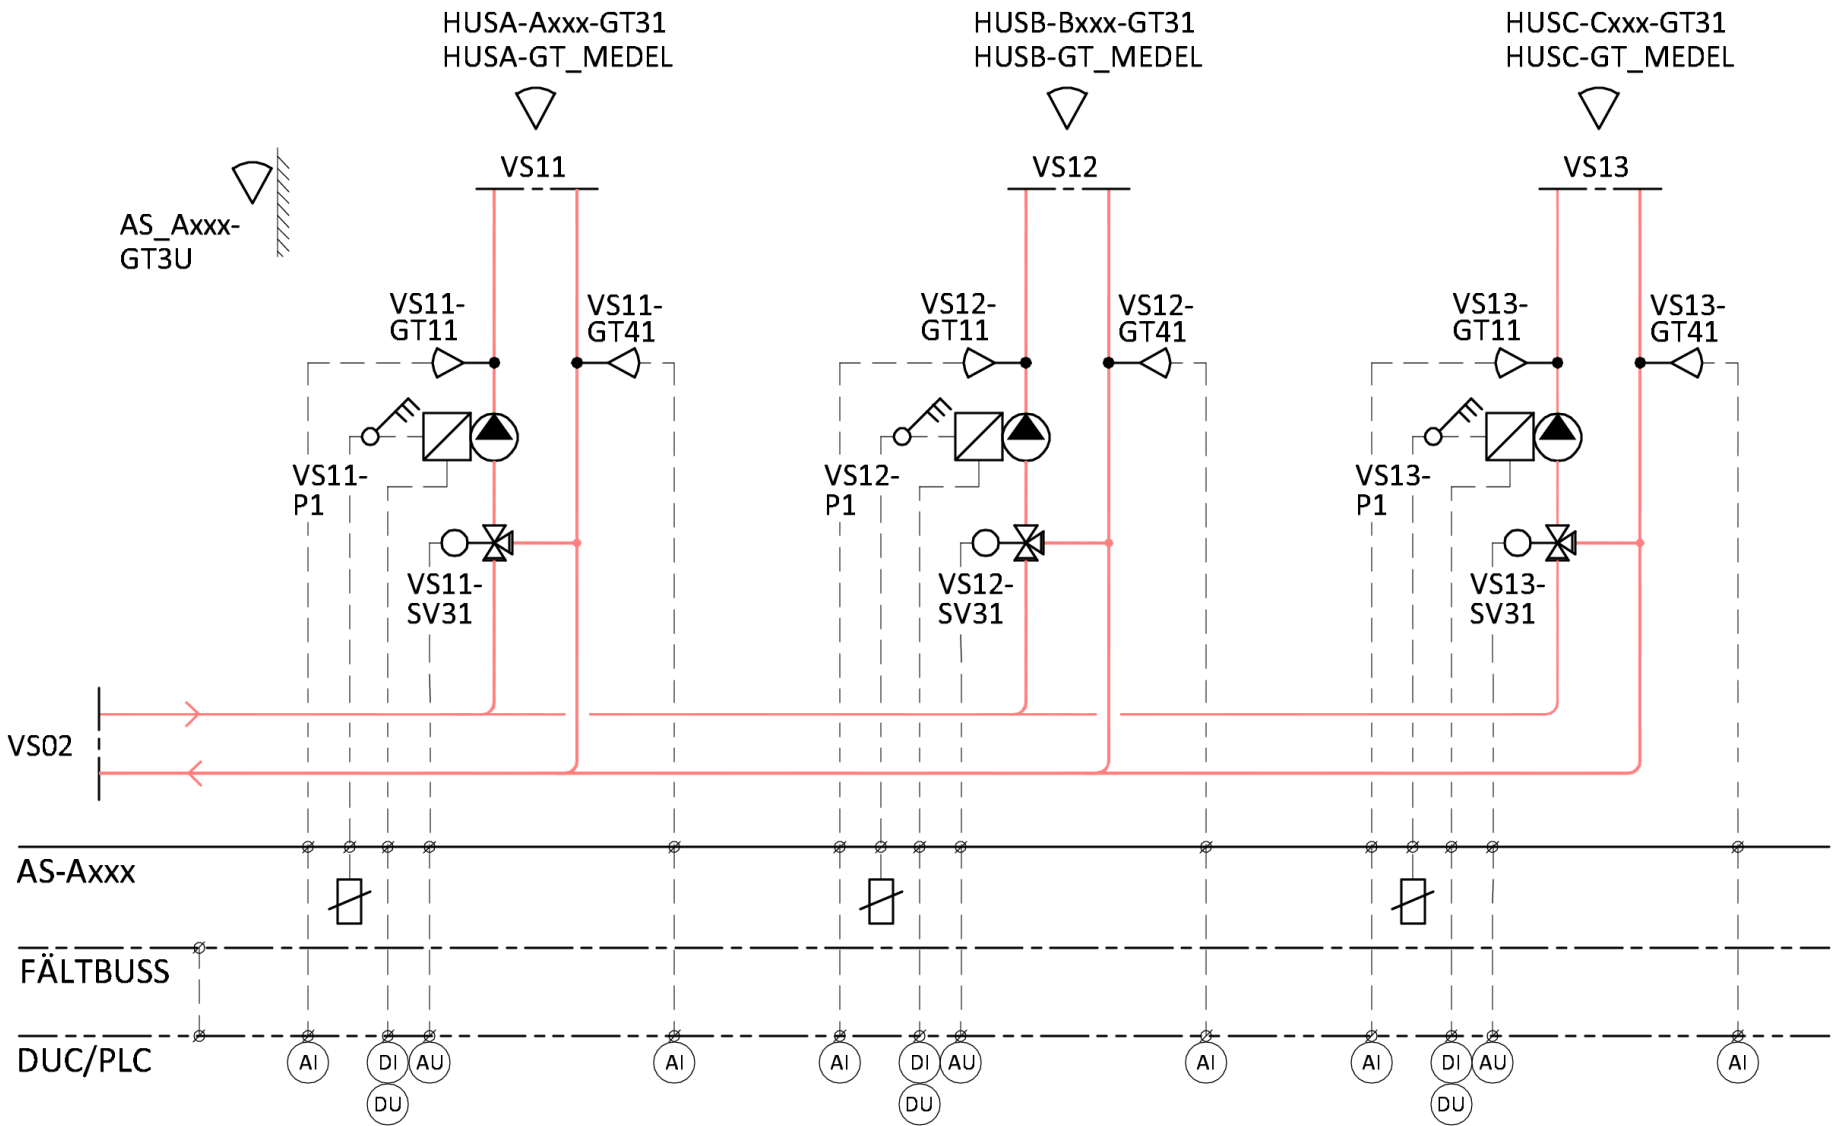 HUSA-Axxx-GT31
HUSA-GT_MEDEL
HUSB-Bxxx-GT31
HUSB-GT_MEDEL
HUSC-Cxxx-GT31
HUSC-GT_MEDEL
VS11
VS12
VS13
AS_Axxx-
GT3U
VS11-
GT11
VS11-
GT41
VS12-
GT11
VS12-
GT41
VS13-
GT11
VS13-
GT41
VS11-
P1
VS12-
P1
VS13-
P1
VS11-
SV31
VS12-
SV31
VS13-
SV31
VS02
AS-Axxx
FÄLTBUSS
DUC/PLC
AI
DI
AU
AI
AI
DI
AU
AI
AI
DI
AU
AI
DU
DU
DU